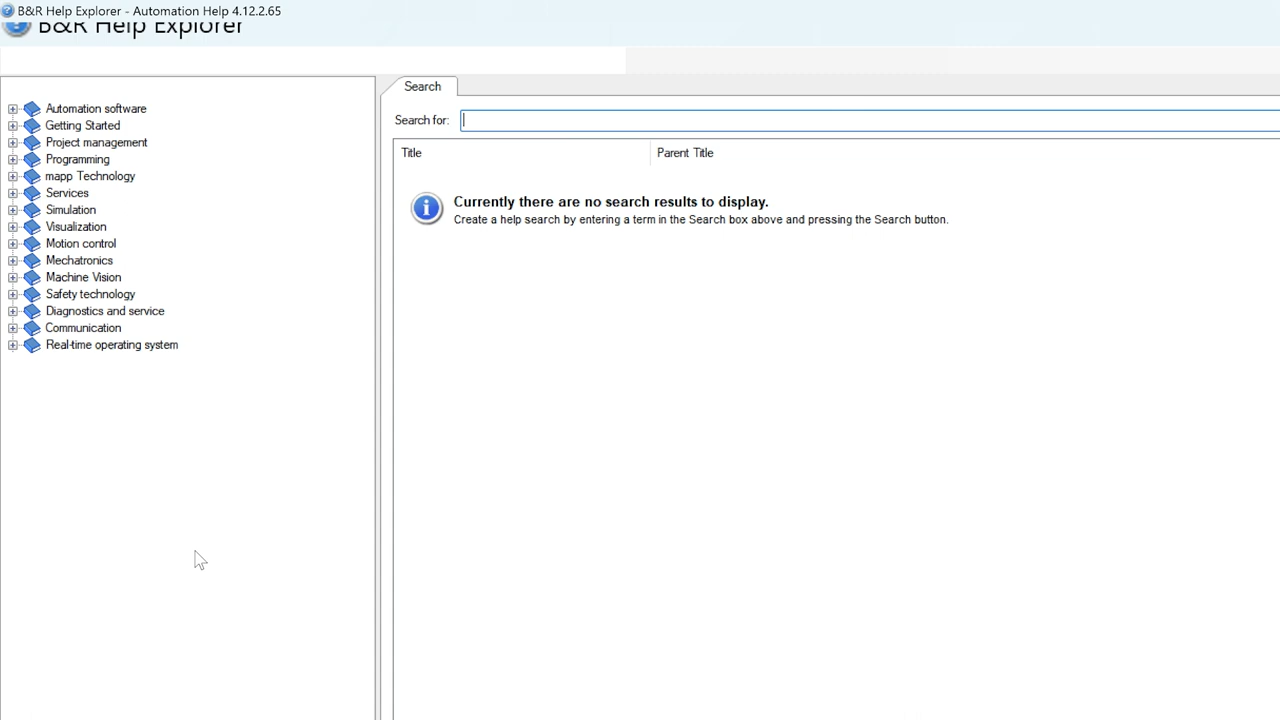 B&R Help Explorer - Automation Help 4.12.2.65
B&R Help Explorer
Automation software
Getting Started
Project management
Programming
mapp Technology
Services
Simulation
Visualization
Motion control
Mechatronics
Machine Vision
Safety technology
Diagnostics and service
Communication
Real-time operating system
Search
Search for:
Title Parent Title
Currently there are no search results to display.
Create a help search by entering a term in the Search box above and pressing the Search button.